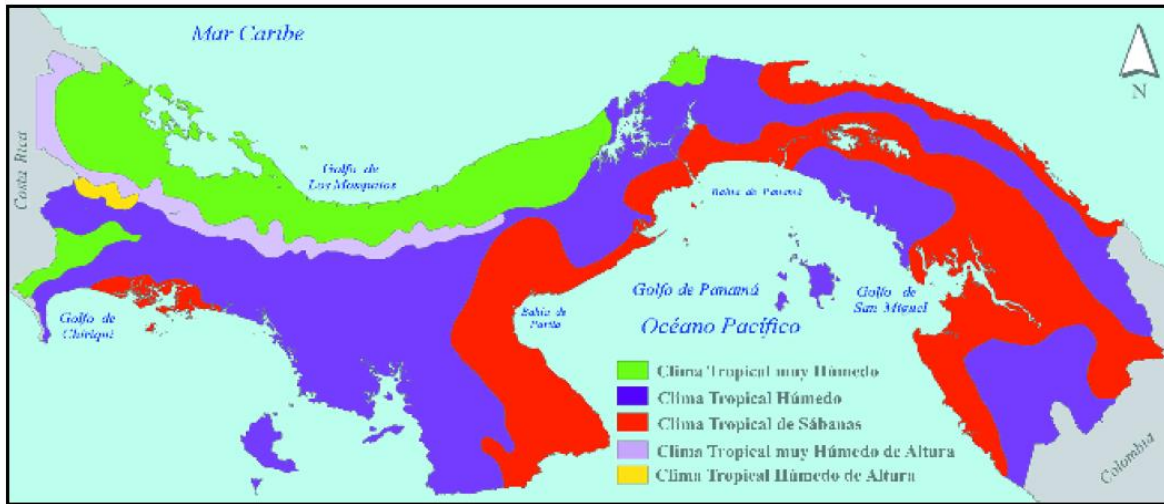 Mar Caribe
N
Costa Rica
Golfo de
Los Mosquitos
Bahía de Panamá
Golfo de Panamá
Golfo de
San Miguel
Océano Pacífico
Bahía de
Parita
Golfo de
Chiriquí
Clima Tropical muy Húmedo
Clima Tropical Húmedo
Clima Tropical de Sábanas
Clima Tropical muy Húmedo de Altura
Clima Tropical Húmedo de Altura
Colombia